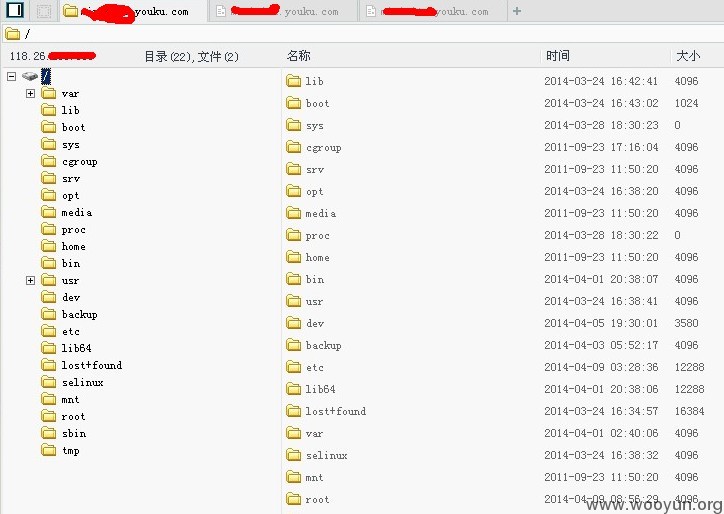 youku.com youku.com youku.com
/
118.26 目录(22),文件(2) 名称 时间 大小
/
var
lib
boot
sys
cgroup
srv
opt
media
proc
home
bin
usr
dev
backup
etc
lib64
lost+found
selinux
mnt
root
sbin
tmp
lib 2014-03-24 16:42:41 4096
boot 2014-03-24 16:43:02 1024
sys 2014-03-28 18:30:23 0
cgroup 2011-09-23 17:16:04 4096
srv 2011-09-23 11:50:20 4096
opt 2014-03-24 16:38:20 4096
media 2011-09-23 11:50:20 4096
proc 2014-03-28 18:30:22 0
home 2011-09-23 11:50:20 4096
bin 2014-04-01 20:38:07 4096
usr 2014-03-24 16:38:41 4096
dev 2014-04-05 19:30:01 3580
backup 2014-04-03 05:52:17 4096
etc 2014-04-09 03:28:36 12288
lib64 2014-04-01 20:38:06 12288
lost+found 2014-03-24 16:34:57 16384
var 2014-04-01 02:40:06 4096
selinux 2014-03-24 16:38:32 4096
mnt 2011-09-23 11:50:20 4096
root 2014-04-09 08:56:29 4096
www.wooyun.org